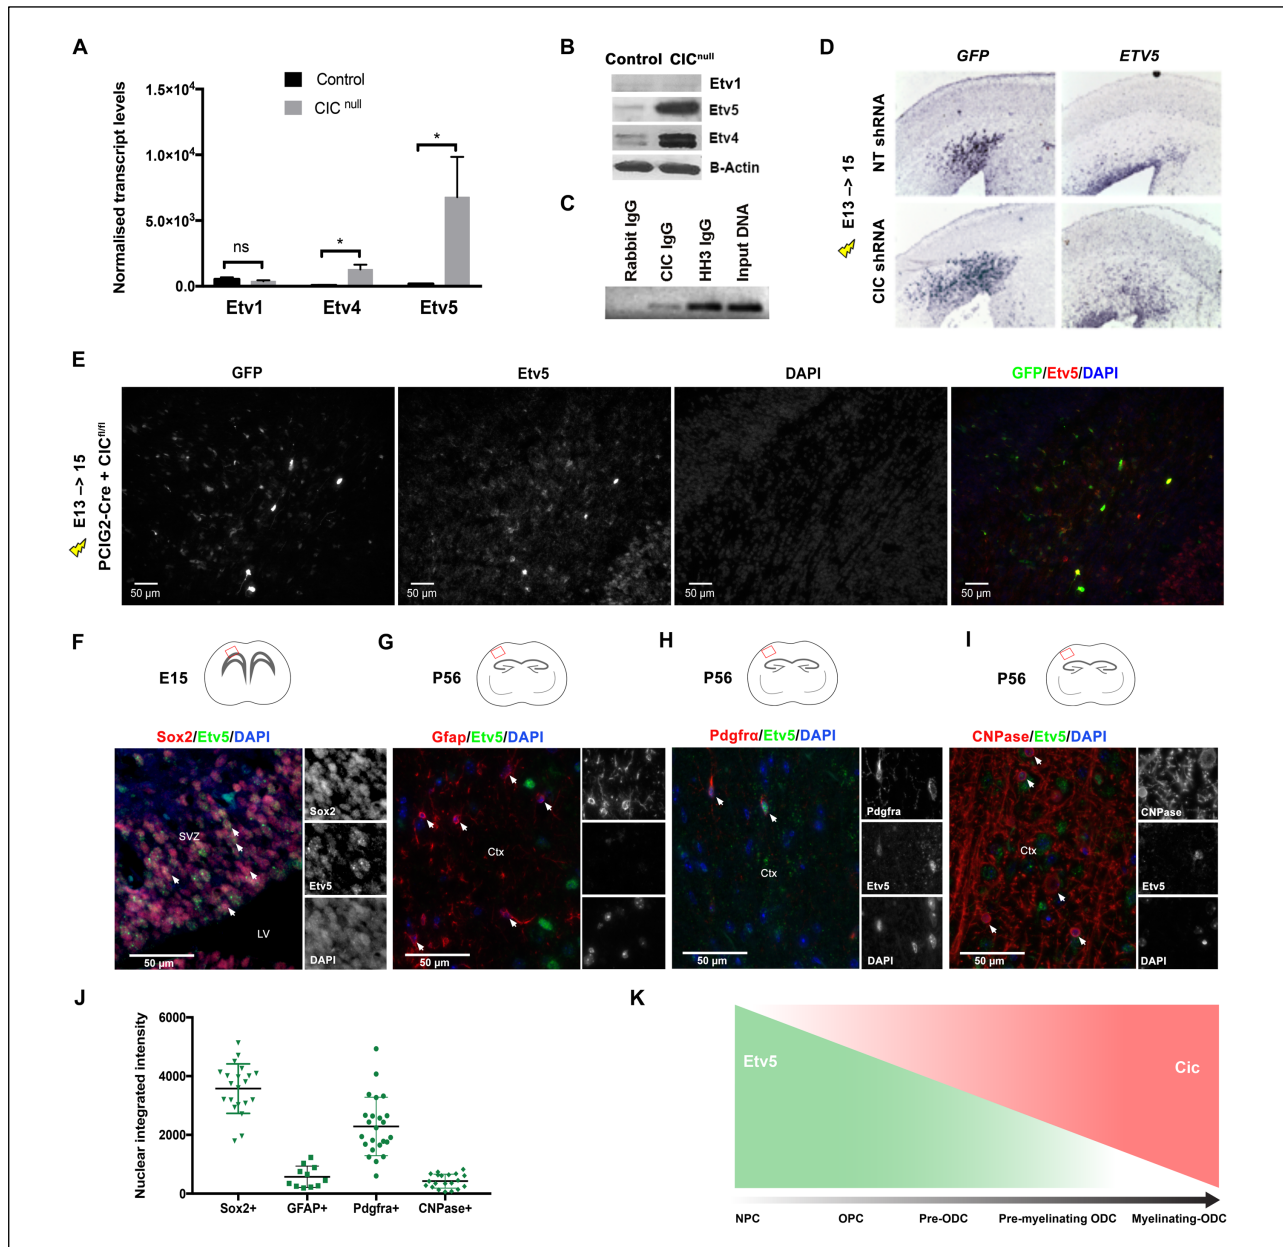 A
Control
CIC null
Normalised transcript levels
1.5×10⁴
1.0×10⁴
5.0×10³
0.0
ns
*
*
Etv1
Etv4
Etv5
B
Control CICnull
Etv1
Etv5
Etv4
B-Actin
C
Rabbit IgG
CIC IgG
HH3 IgG
Input DNA
D
GFP
ETV5
E13 –> 15
NT shRNA
CIC shRNA
E
GFP
Etv5
DAPI
GFP/Etv5/DAPI
E13 –> 15
PCIG2-Cre + CICfl/fl
50 µm
50 µm
50 µm
50 µm
F
E15
Sox2/Etv5/DAPI
SVZ
LV
50 µm
Sox2
Etv5
DAPI
G
P56
Gfap/Etv5/DAPI
Ctx
50 µm
H
P56
Pdgfrα/Etv5/DAPI
Ctx
50 µm
Pdgfra
Etv5
DAPI
I
P56
CNPase/Etv5/DAPI
Ctx
50 µm
CNPase
Etv5
DAPI
J
Nuclear integrated intensity
6000
4000
2000
0
Sox2+
GFAP+
Pdgfra+
CNPase+
K
Etv5
Cic
NPC
OPC
Pre-ODC
Pre-myelinating ODC
Myelinating-ODC